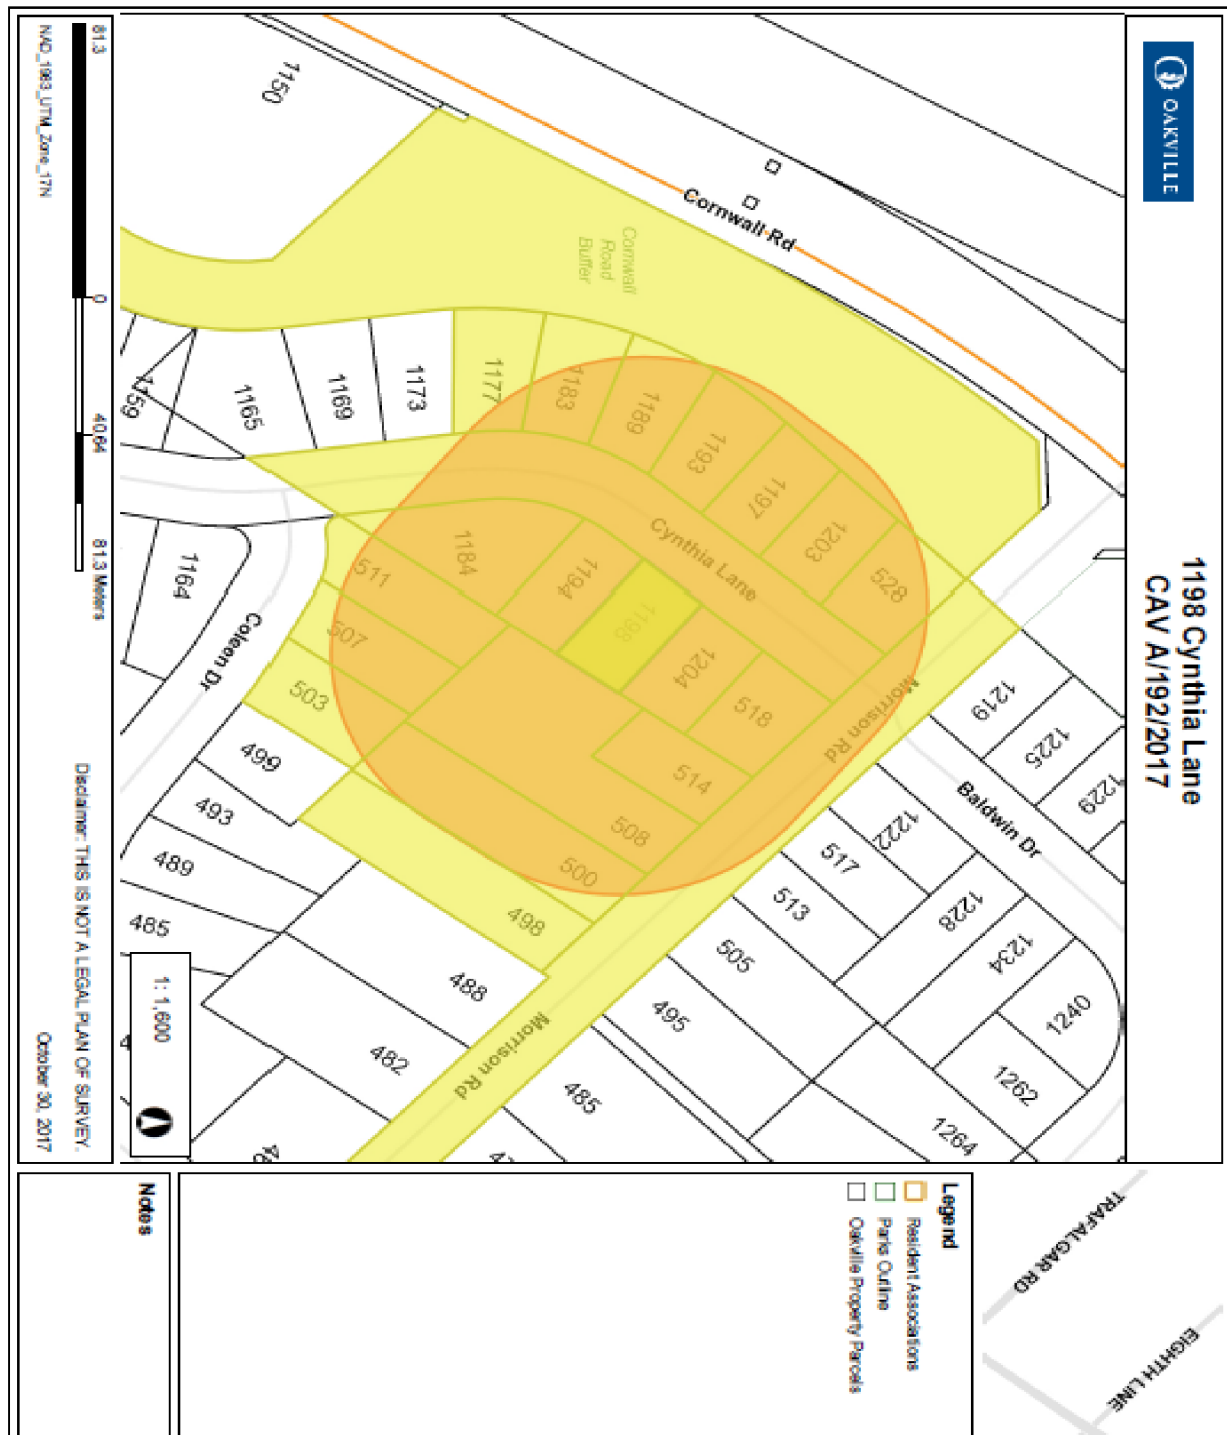 OAKVILLE
1198 Cynthia Lane
CAV A/192/2017
1150
Cornwall Rd
Cornwall
Road
Buffer
1159
1165
1169
1173
1177
1183
1189
1193
1197
1203
528
Cynthia Lane
1184
1194
1198
1204
518
514
508
500
498
511
507
503
499
493
489
485
1164
Coleen Dr
Morrison Rd
Morrison Rd
488
482
1219
1225
1229
Baldwin Dr
1222
517
513
505
495
485
1228
1234
1240
1262
1264
81.3
0
40.64
81.3 Meters
NAD_1983_UTM_Zone_17N
Disclaimer: THIS IS NOT A LEGAL PLAN OF SURVEY.
October 30, 2017
1: 1,600
TRAFALGAR RD
EIGHTH LINE
Legend
Resident Associations
Parks Outline
Oakville Property Parcels
Notes